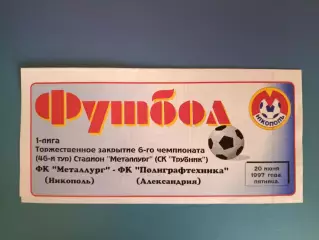 Футбол
НИКОПОЛЬ
1-лига
Торжественное закрытие 6-го чемпионата
(46-й тур) Стадион "Металлург" (СК "Трубник")
ФК "Металлург" - ФК "Полиграфтехника"
(Никополь) (Александрия)
20 июня
1997 года.
пятница.